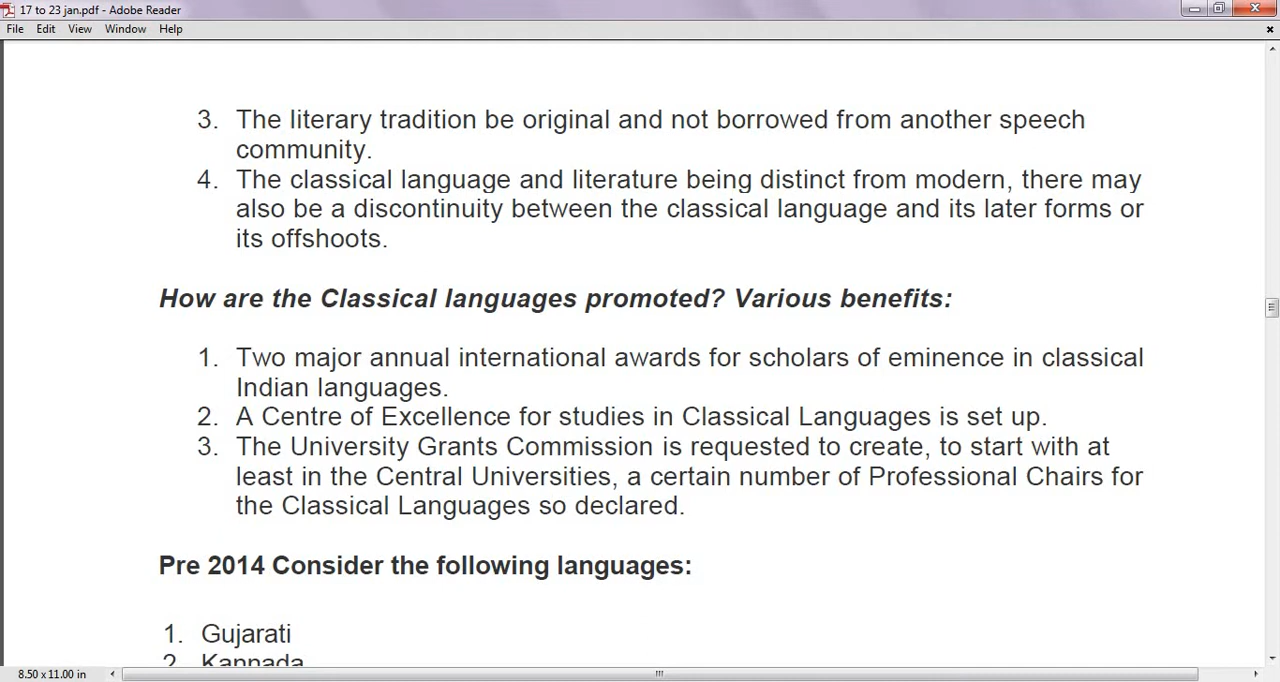 17 to 23 jan.pdf - Adobe Reader
File Edit View Window Help
3. The literary tradition be original and not borrowed from another speech
community.
4. The classical language and literature being distinct from modern, there may
also be a discontinuity between the classical language and its later forms or
its offshoots.
How are the Classical languages promoted? Various benefits:
1. Two major annual international awards for scholars of eminence in classical
Indian languages.
2. A Centre of Excellence for studies in Classical Languages is set up.
3. The University Grants Commission is requested to create, to start with at
least in the Central Universities, a certain number of Professional Chairs for
the Classical Languages so declared.
Pre 2014 Consider the following languages:
1. Gujarati
2. Kannada
8.50 x 11.00 in